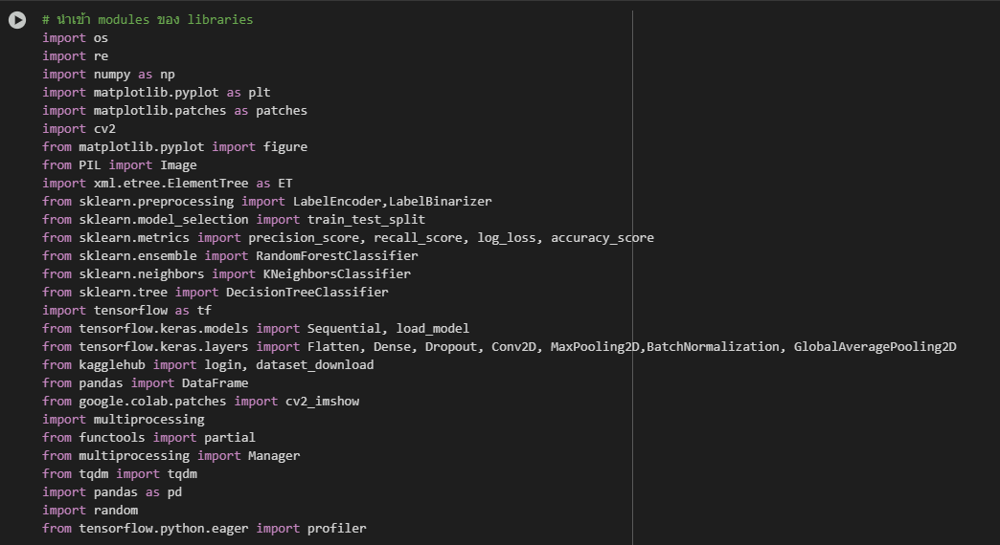 # นำเข้า modules ของ libraries
import os
import re
import numpy as np
import matplotlib.pyplot as plt
import matplotlib.patches as patches
import cv2
from matplotlib.pyplot import figure
from PIL import Image
import xml.etree.ElementTree as ET
from sklearn.preprocessing import LabelEncoder,LabelBinarizer
from sklearn.model_selection import train_test_split
from sklearn.metrics import precision_score, recall_score, log_loss, accuracy_score
from sklearn.ensemble import RandomForestClassifier
from sklearn.neighbors import KNeighborsClassifier
from sklearn.tree import DecisionTreeClassifier
import tensorflow as tf
from tensorflow.keras.models import Sequential, load_model
from tensorflow.keras.layers import Flatten, Dense, Dropout, Conv2D, MaxPooling2D,BatchNormalization, GlobalAveragePooling2D
from kagglehub import login, dataset_download
from pandas import DataFrame
from google.colab.patches import cv2_imshow
import multiprocessing
from functools import partial
from multiprocessing import Manager
from tqdm import tqdm
import pandas as pd
import random
from tensorflow.python.eager import profiler